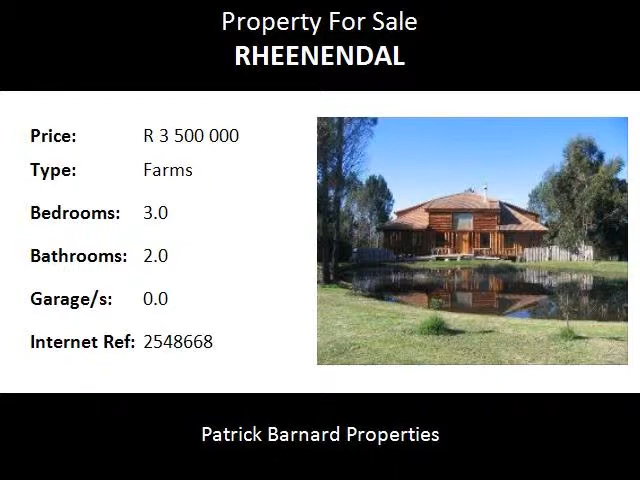 Property For Sale
RHEENENDAL
Price: R 3 500 000
Type: Farms
Bedrooms: 3.0
Bathrooms: 2.0
Garage/s: 0.0
Internet Ref: 2548668
Patrick Barnard Properties